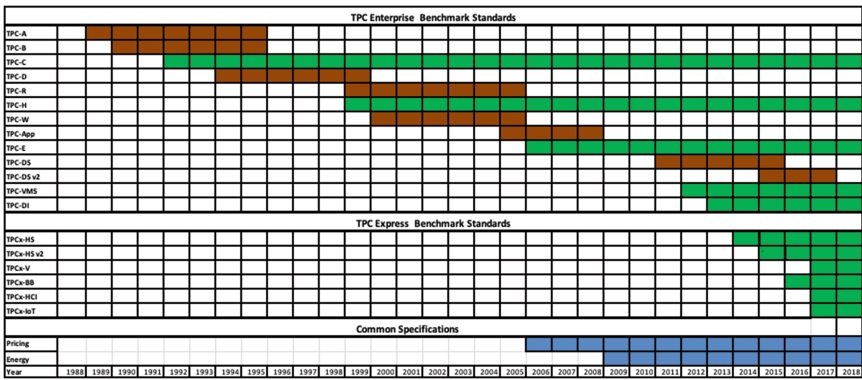 TPC Enterprise Benchmark Standards
TPC-A
TPC-B
TPC-C
TPC-D
TPC-R
TPC-H
TPC-W
TPC-App
TPC-E
TPC-DS
TPC-DS v2
TPC-VMS
TPC-DI
TPC Express Benchmark Standards
TPCx-HS
TPCx-HS v2
TPCx-V
TPCx-BB
TPCx-HCI
TPCx-IoT
Common Specifications
Pricing
Energy
Year 1988 1989 1990 1991 1992 1993 1994 1995 1996 1997 1998 1999 2000 2001 2002 2003 2004 2005 2006 2007 2008 2009 2010 2011 2012 2013 2014 2015 2016 2017 2018